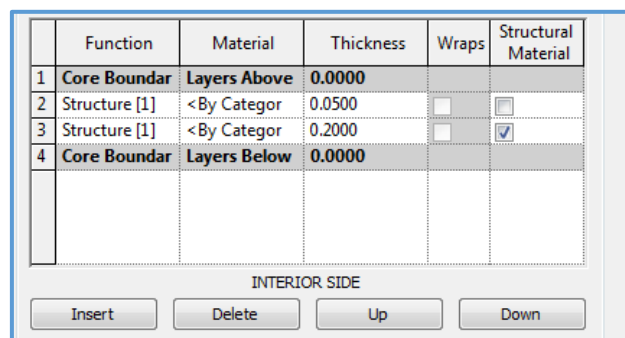 Function Material Thickness Wraps Structural Material
1 Core Boundar Layers Above 0.0000
2 Structure [1] <By Categor 0.0500
3 Structure [1] <By Categor 0.2000
4 Core Boundar Layers Below 0.0000
INTERIOR SIDE
Insert Delete Up Down